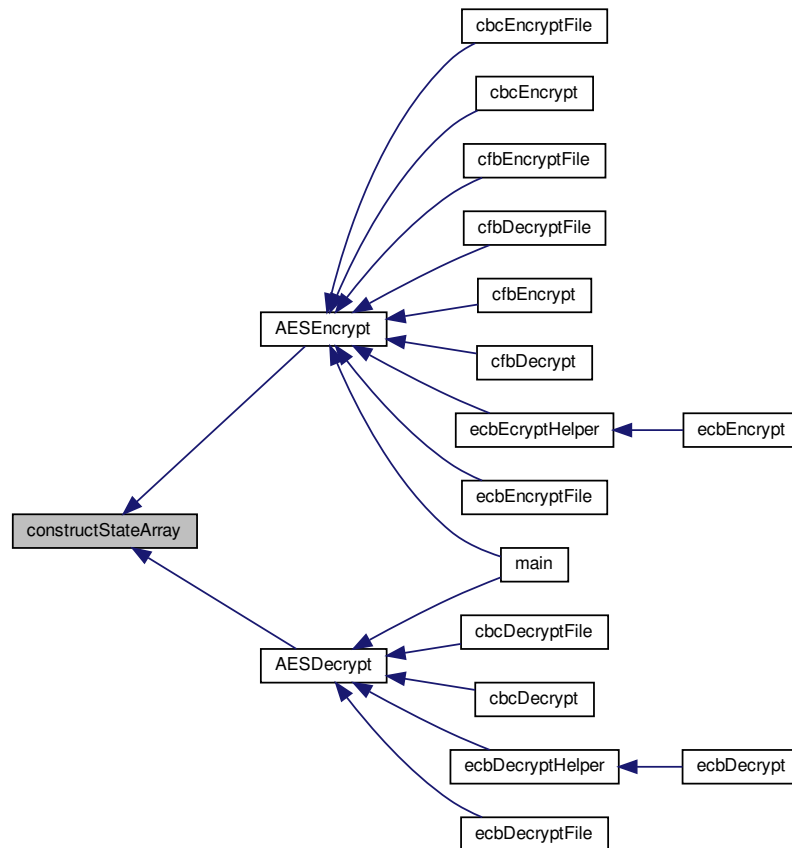 cbcEncryptFile
cbcEncrypt
cfbEncryptFile
cfbDecryptFile
cfbEncrypt
AESEncrypt
cfbDecrypt
ecbEcryptHelper
ecbEncrypt
ecbEncryptFile
constructStateArray
main
cbcDecryptFile
AESDecrypt
cbcDecrypt
ecbDecryptHelper
ecbDecrypt
ecbDecryptFile